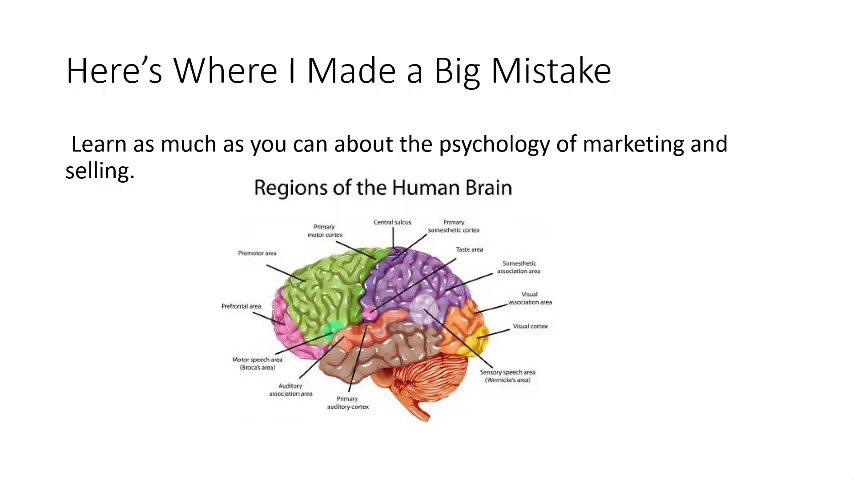 Here's Where I Made a Big Mistake
Learn as much as you can about the psychology of marketing and
selling.
Regions of the Human Brain
Central sulcus
Primary
motor cortex
Primary
somesthetic cortex
Premotor area
Taste area
Somesthetic
association area
Prefrontal area
Visual
association area
Visual cortex
Motor speech area
(Broca's area)
Sensory speech area
(Wernicke's area)
Auditory
association area
Primary
auditory cortex